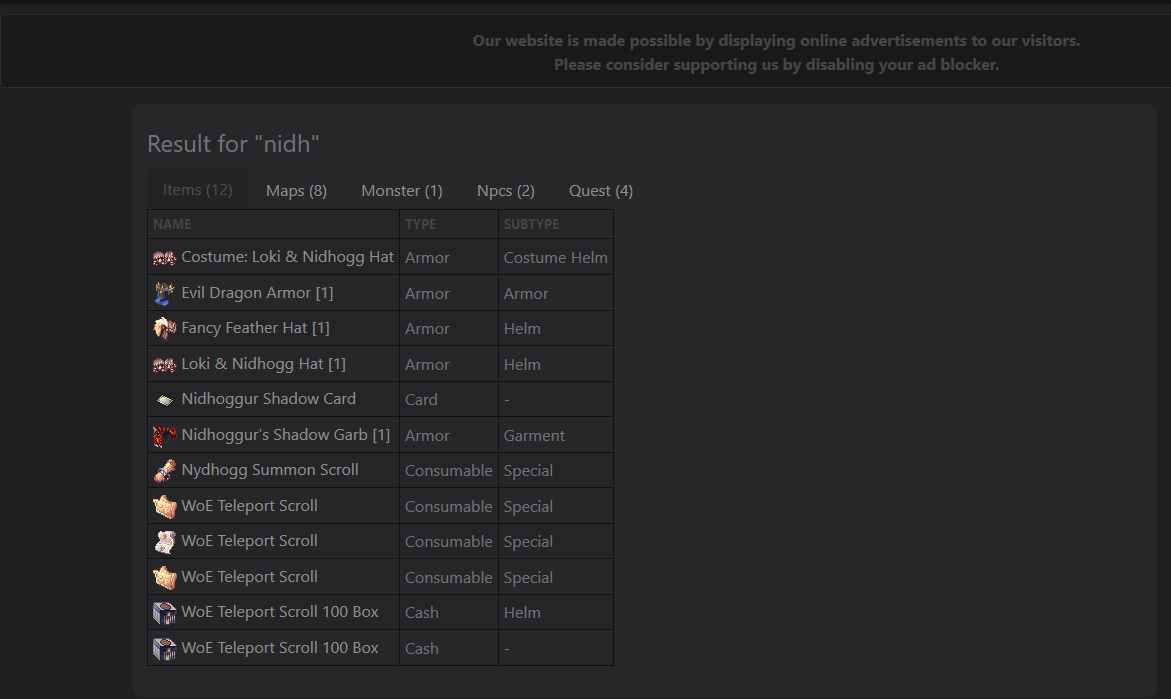 Our website is made possible by displaying online advertisements to our visitors.
Please consider supporting us by disabling your ad blocker.
Result for "nidh"
Items (12) Maps (8) Monster (1) Npcs (2) Quest (4)
NAME TYPE SUBTYPE
Costume: Loki & Nidhogg Hat Armor Costume Helm
Evil Dragon Armor [1] Armor Armor
Fancy Feather Hat [1] Armor Helm
Loki & Nidhogg Hat [1] Armor Helm
Nidhoggur Shadow Card Card -
Nidhoggur's Shadow Garb [1] Armor Garment
Nydhogg Summon Scroll Consumable Special
WoE Teleport Scroll Consumable Special
WoE Teleport Scroll Consumable Special
WoE Teleport Scroll Consumable Special
WoE Teleport Scroll 100 Box Cash Helm
WoE Teleport Scroll 100 Box Cash -